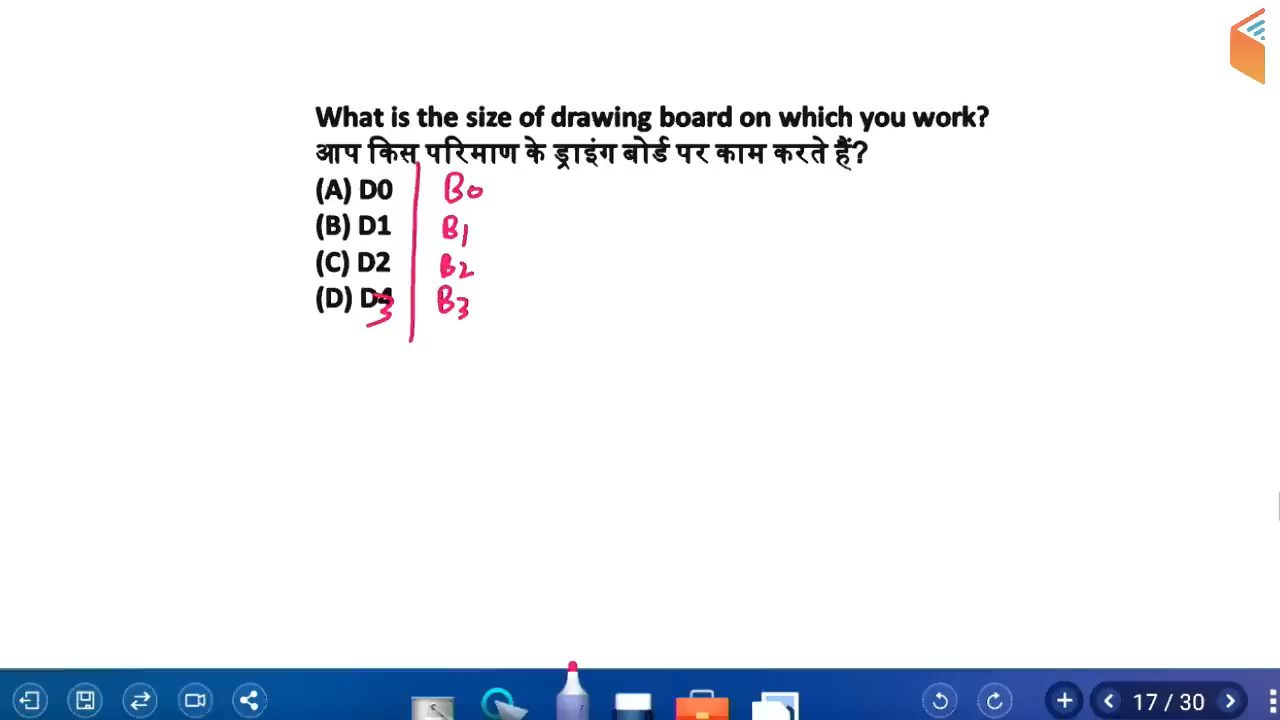 What is the size of drawing board on which you work?
आप किस परिमाण के ड्राइंग बोर्ड पर काम करते हैं?
(A) D0 B0
(B) D1 B1
(C) D2 B2
(D) D4 3 B3
17 / 30